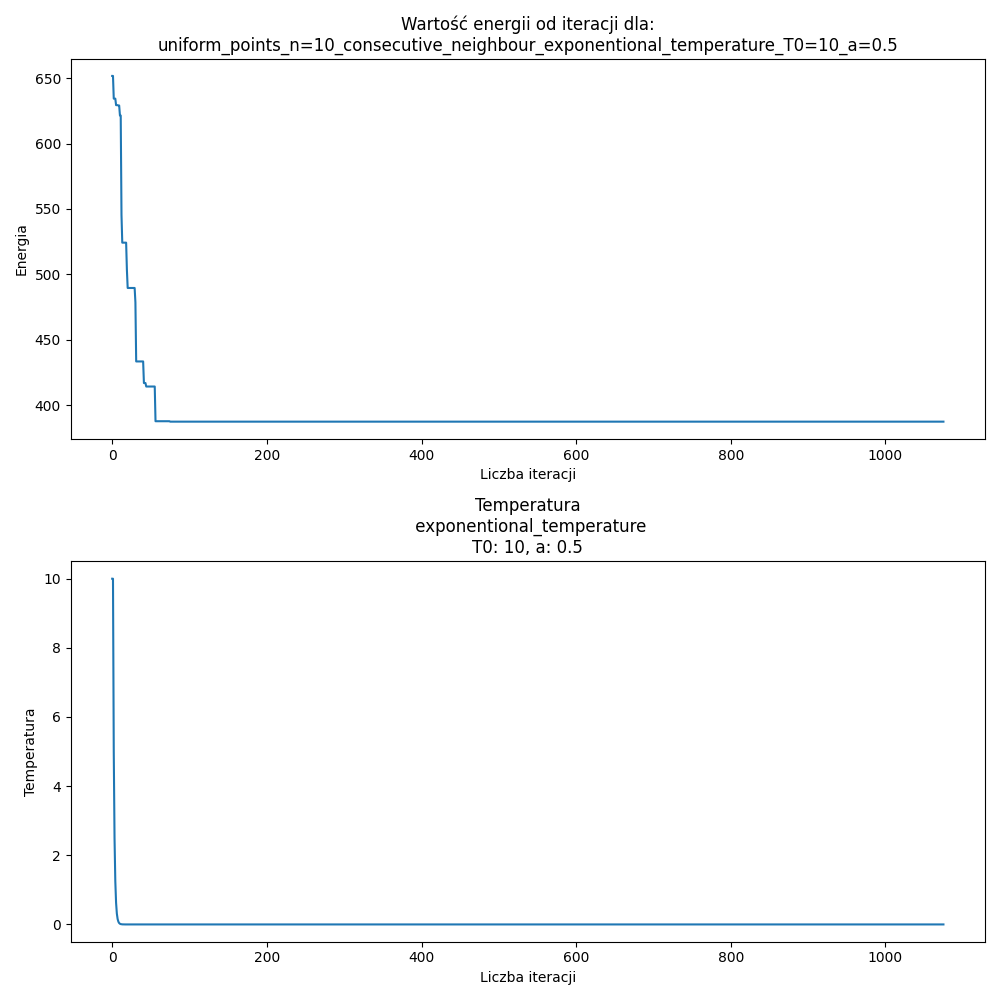 Wartość energii od iteracji dla:
uniform_points_n=10_consecutive_neighbour_exponentional_temperature_T0=10_a=0.5
650
600
550
500
450
400
Energia
0 200 400 600 800 1000
Liczba iteracji
Temperatura
exponentional_temperature
T0: 10, a: 0.5
10
8
6
4
2
0
Temperatura
0 200 400 600 800 1000
Liczba iteracji